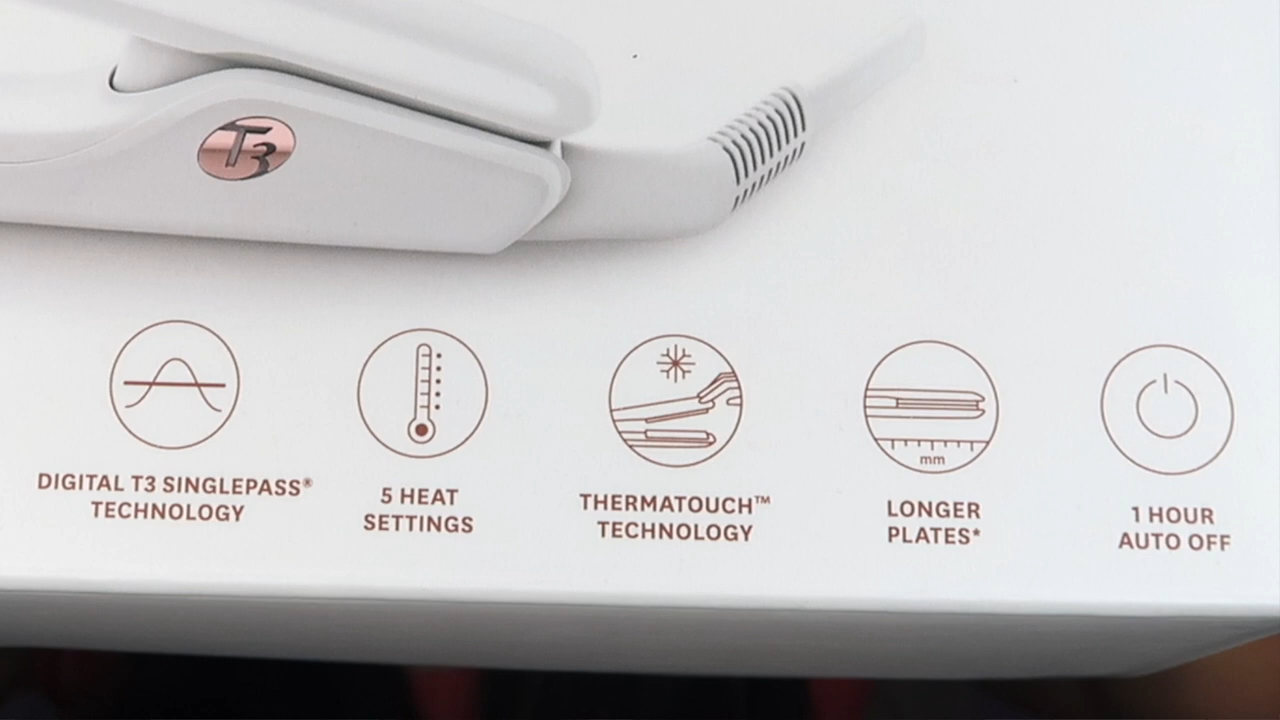 T3
DIGITAL T3 SINGLEPASS®
TECHNOLOGY
5 HEAT
SETTINGS
THERMATOUCH™
TECHNOLOGY
mm
LONGER
PLATES*
1 HOUR
AUTO OFF